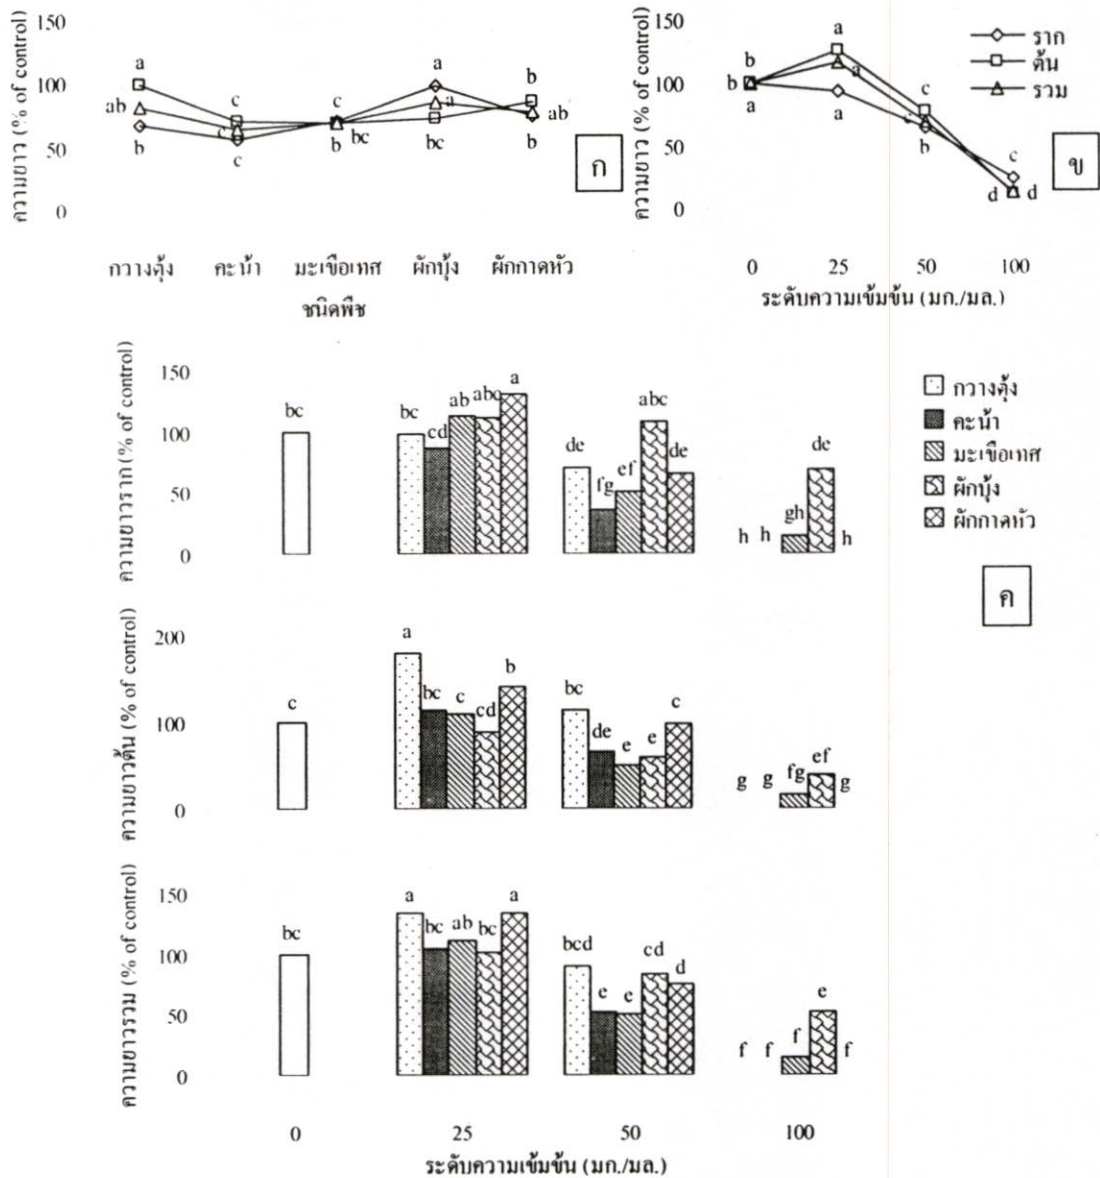 ความยาว (% of control)
150
100
50
0
a
ab
b
c
c
c
c
b
bc
a
a
bc
b
ab
b
ก
กวางตุ้ง คะน้า มะเขือเทศ ผักบุ้ง ผักกาดหัว
ชนิดพืช
ความยาว (% of control)
150
100
50
0
b
b
a
a
a
a
c
c
b
c
d
d
ราก
ต้น
รวม
ข
0 25 50 100
ระดับความเข้มข้น (มก./มล.)
ความยาวราก (% of control)
150
100
50
0
bc
bc cd ab abc a
de fg ef abc de
h h gh de h
กวางตุ้ง
คะน้า
มะเขือเทศ
ผักบุ้ง
ผักกาดหัว
ค
ความยาวต้น (% of control)
200
100
0
c
a bc c cd b
bc de e e c
g g fg ef g
ความยาวรวม (% of control)
150
100
50
0
bc
a bc ab bc a
bcd e e cd d
f f f e f
0 25 50 100
ระดับความเข้มข้น (มก./มล.)